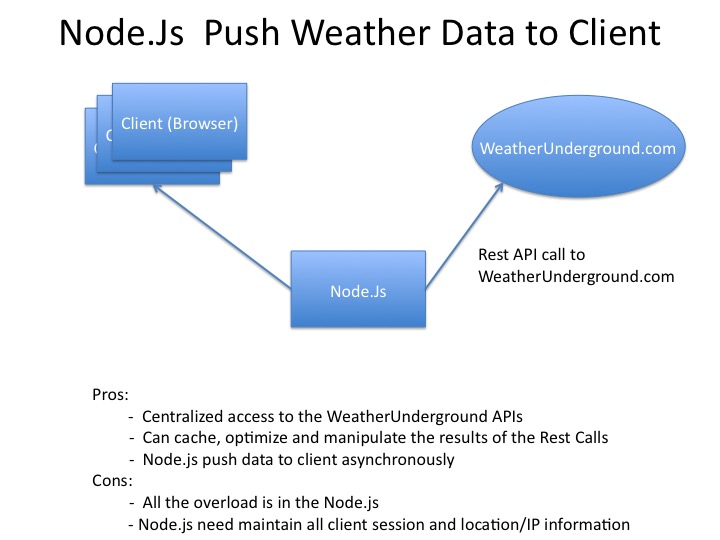 Node.Js  Push Weather Data to Client
Client (Browser)
WeatherUnderground.com
Rest API call to
WeatherUnderground.com
Node.Js
Pros:
- Centralized access to the WeatherUnderground APIs
- Can cache, optimize and manipulate the results of the Rest Calls
- Node.js push data to client asynchronously
Cons:
- All the overload is in the Node.js
- Node.js need maintain all client session and location/IP information